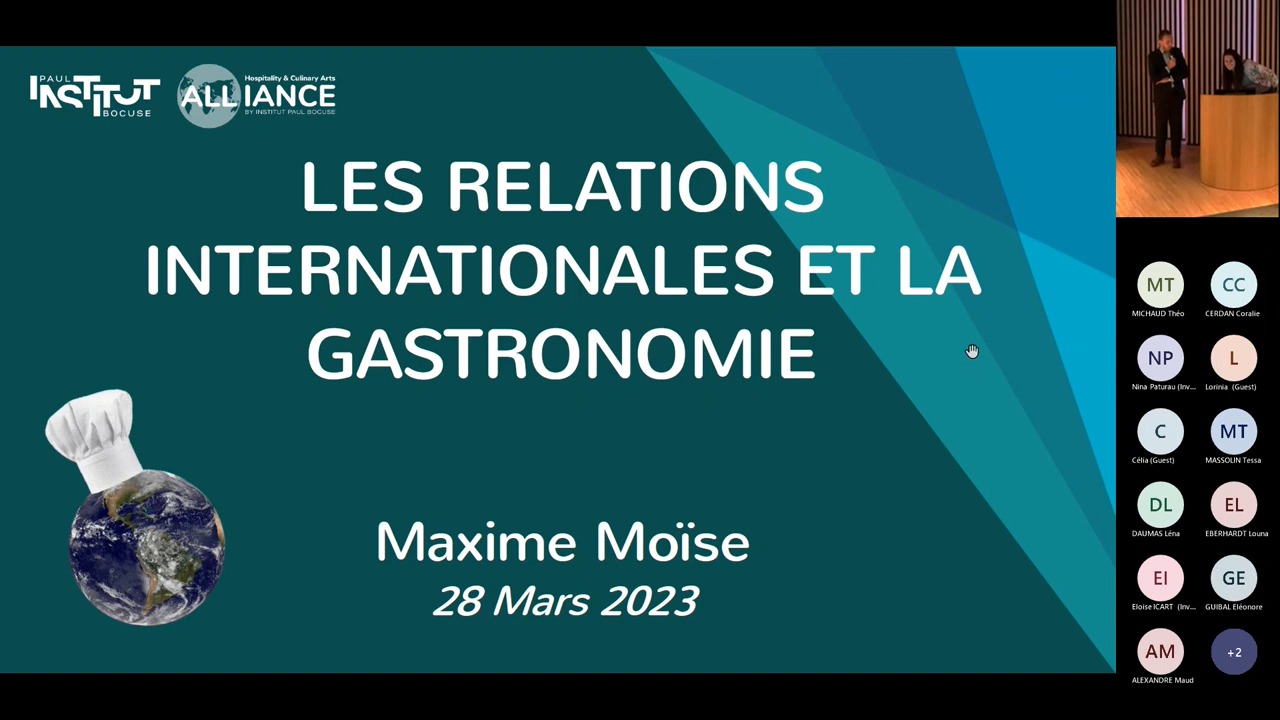 PAUL
INSTITUT
BOCUSE
Hospitality & Culinary Arts
ALLIANCE
BY INSTITUT PAUL BOCUSE
LES RELATIONS
INTERNATIONALES ET LA
GASTRONOMIE
Maxime Moïse
28 Mars 2023
MT
MICHAUD Théo
CC
CERDAN Coralie
NP
Nina Paturau (Inv...
L
Lorinia (Guest)
C
Célia (Guest)
MT
MASSOLIN Tessa
DL
DAUMAS Léna
EL
EBERHARDT Louna
EI
Eloise ICART (Inv...
GE
GUIBAL Eléonore
AM
ALEXANDRE Maud
+2